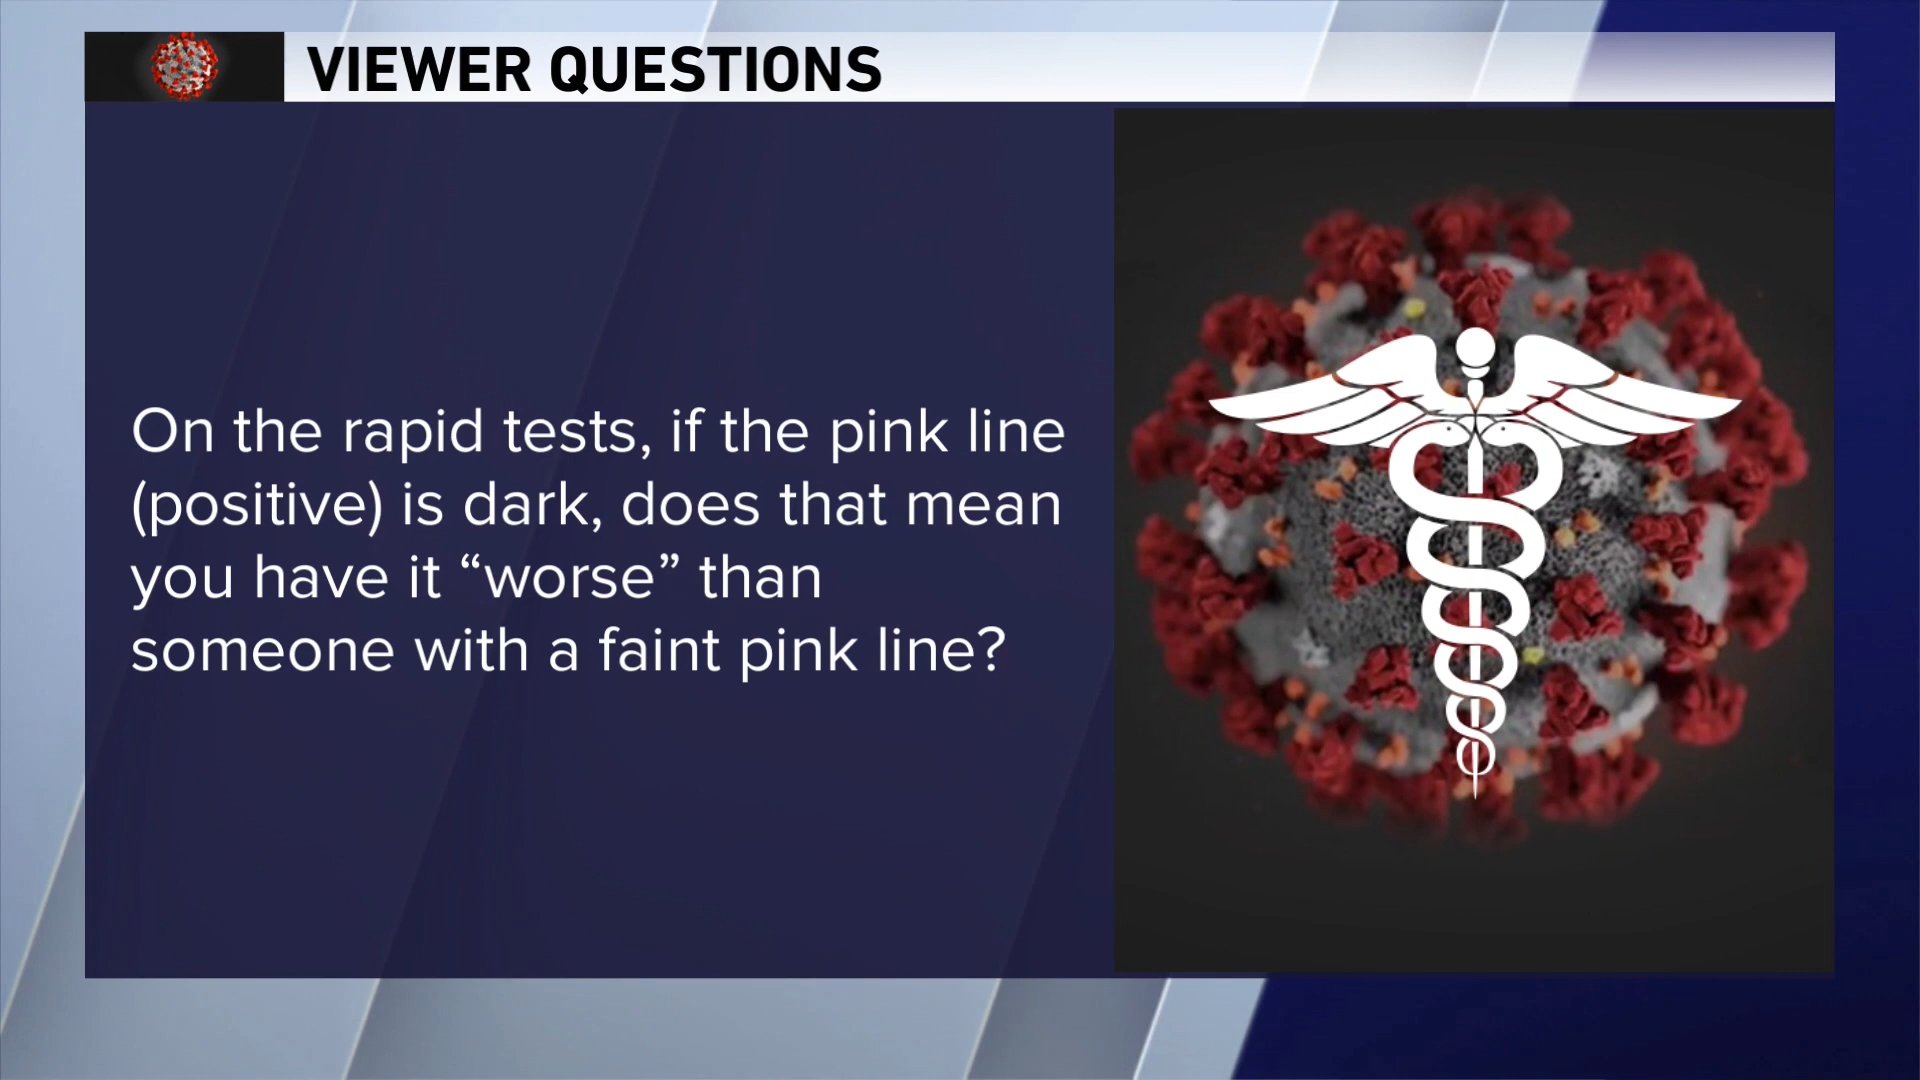 VIEWER QUESTIONS
On the rapid tests, if the pink line
(positive) is dark, does that mean
you have it “worse” than
someone with a faint pink line?